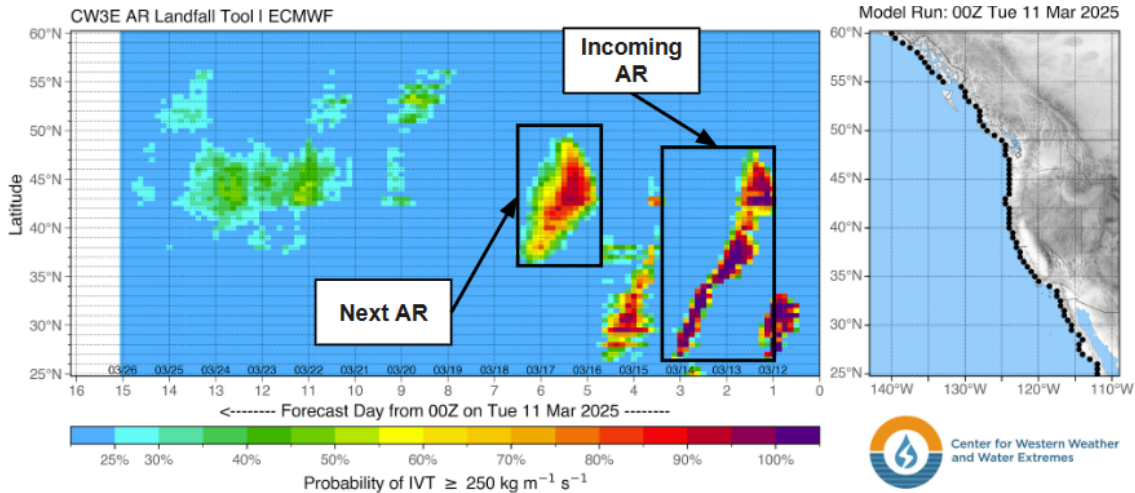 CW3E AR Landfall Tool | ECMWF
Model Run: 00Z Tue 11 Mar 2025
Incoming
AR
Next AR
60°N
55°N
50°N
45°N
40°N
35°N
30°N
25°N
Latitude
03/26 03/25 03/24 03/23 03/22 03/21 03/20 03/19 03/18 03/17 03/16 03/15 03/14 03/13 03/12
16 15 14 13 12 11 10 9 8 7 6 5 4 3 2 1 0
<-------- Forecast Day from 00Z on Tue 11 Mar 2025 --------
140°W 130°W 120°W 110°W
25% 30% 40% 50% 60% 70% 80% 90% 100%
Probability of IVT ≥ 250 kg m⁻¹ s⁻¹
Center for Western Weather
and Water Extremes